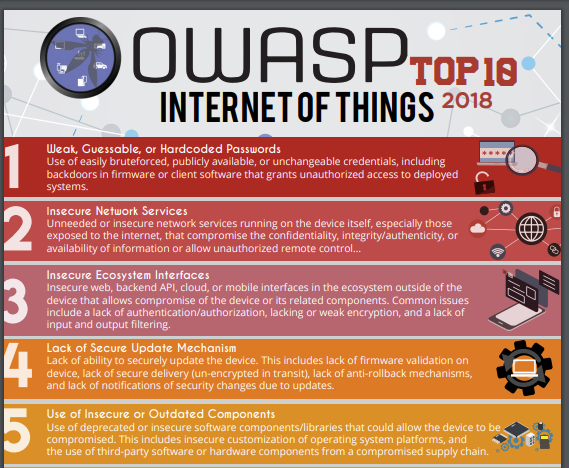 OWASP TOP 10
INTERNET OF THINGS 2018
1 Weak, Guessable, or Hardcoded Passwords
Use of easily bruteforced, publicly available, or unchangeable credentials, including
backdoors in firmware or client software that grants unauthorized access to deployed
systems.
2 Insecure Network Services
Unneeded or insecure network services running on the device itself, especially those
exposed to the internet, that compromise the confidentiality, integrity/authenticity, or
availability of information or allow unauthorized remote control...
3 Insecure Ecosystem Interfaces
Insecure web, backend API, cloud, or mobile interfaces in the ecosystem outside of the
device that allows compromise of the device or its related components. Common issues
include a lack of authentication/authorization, lacking or weak encryption, and a lack of
input and output filtering.
4 Lack of Secure Update Mechanism
Lack of ability to securely update the device. This includes lack of firmware validation on
device, lack of secure delivery (un-encrypted in transit), lack of anti-rollback mechanisms,
and lack of notifications of security changes due to updates.
5 Use of Insecure or Outdated Components
Use of deprecated or insecure software components/libraries that could allow the device to be
compromised. This includes insecure customization of operating system platforms, and
the use of third-party software or hardware components from a compromised supply chain.